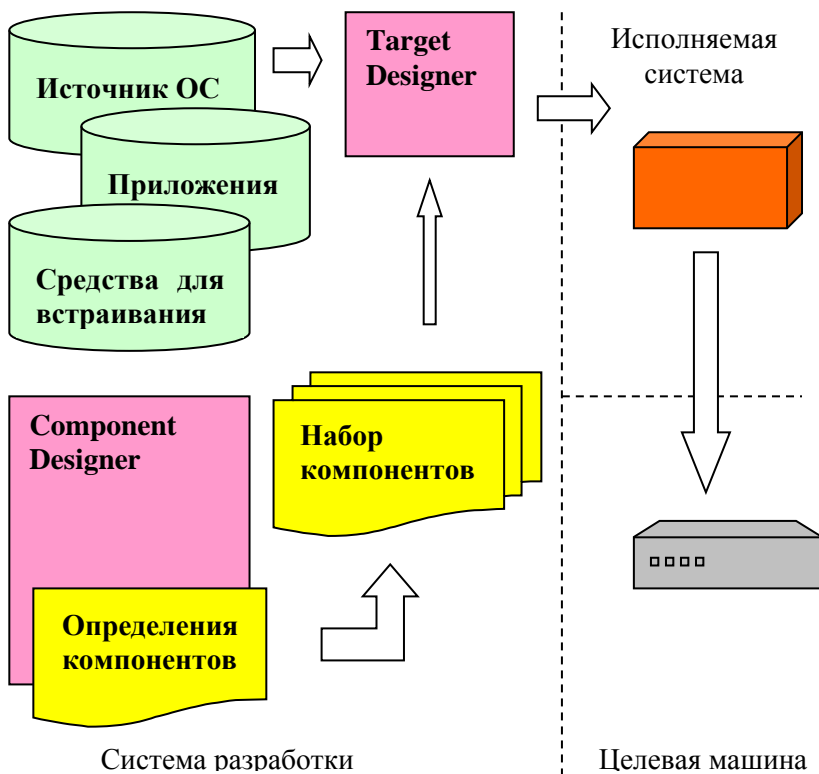 Источник ОС
Приложения
Средства для
встраивания
Target
Designer
Исполняемая
система
Component
Designer
Набор
компонентов
Определения
компонентов
Система разработки
Целевая машина